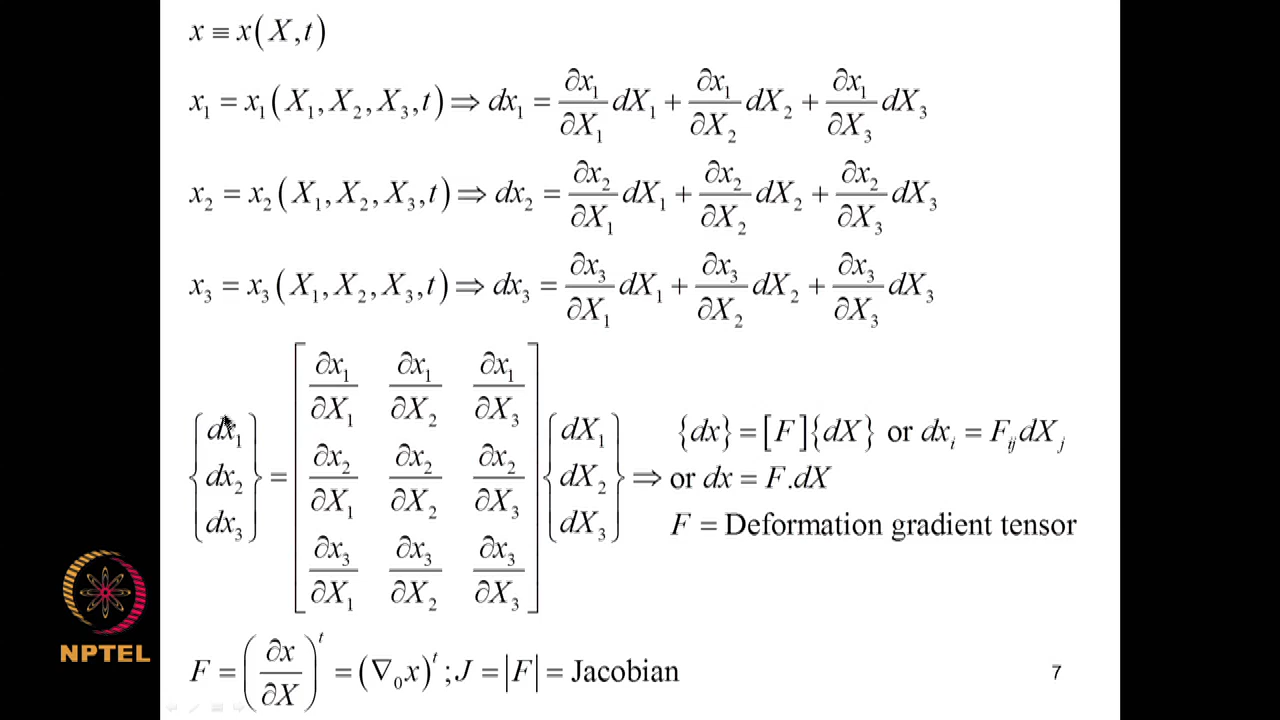 x ≡ x(X,t)
x₁ = x₁(X₁,X₂,X₃,t) ⇒ dx₁ = ∂x₁/∂X₁ dX₁ + ∂x₁/∂X₂ dX₂ + ∂x₁/∂X₃ dX₃
x₂ = x₂(X₁,X₂,X₃,t) ⇒ dx₂ = ∂x₂/∂X₁ dX₁ + ∂x₂/∂X₂ dX₂ + ∂x₂/∂X₃ dX₃
x₃ = x₃(X₁,X₂,X₃,t) ⇒ dx₃ = ∂x₃/∂X₁ dX₁ + ∂x₃/∂X₂ dX₂ + ∂x₃/∂X₃ dX₃
{dx₁ dx₂ dx₃} = [∂x₁/∂X₁ ∂x₁/∂X₂ ∂x₁/∂X₃; ∂x₂/∂X₁ ∂x₂/∂X₂ ∂x₂/∂X₃; ∂x₃/∂X₁ ∂x₃/∂X₂ ∂x₃/∂X₃] {dX₁ dX₂ dX₃} ⇒
{dx} = [F]{dX} or dxᵢ = Fᵢⱼ dXⱼ
or dx = F.dX
F = Deformation gradient tensor
F = (∂x/∂X)ᵗ = (∇₀x)ᵗ; J = |F| = Jacobian
7
NPTEL